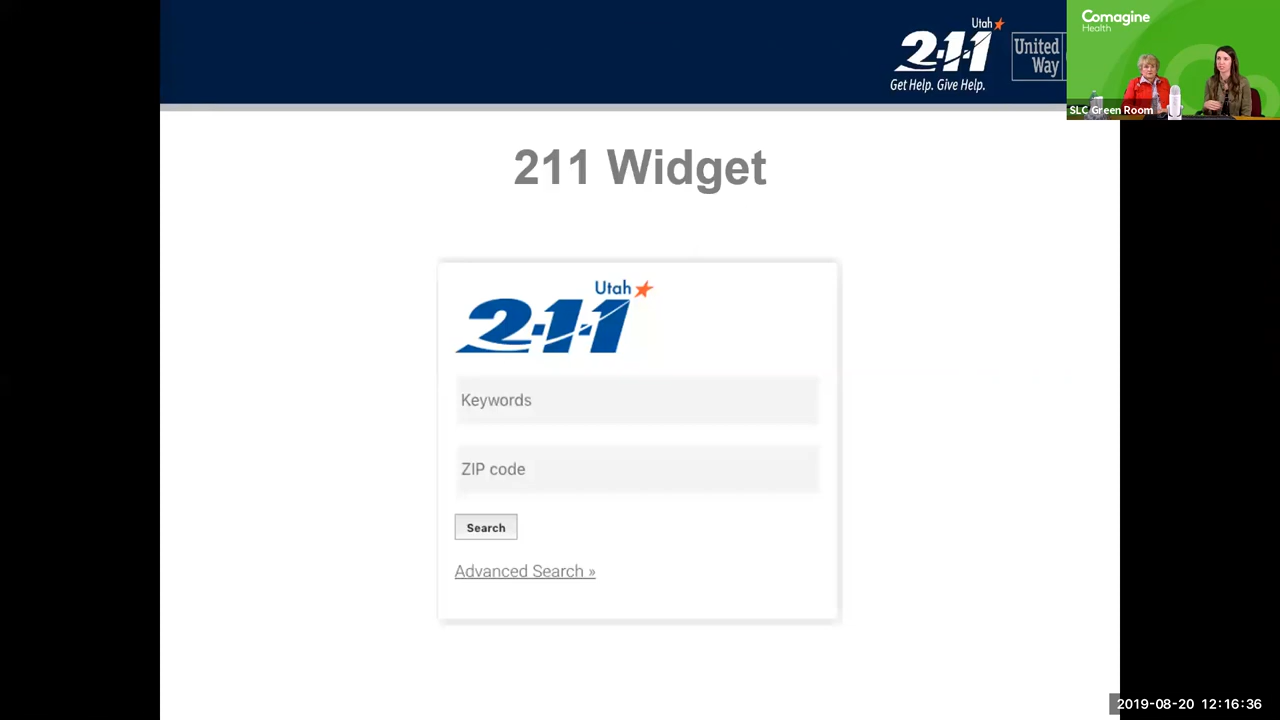 Utah
2-1-1
Get Help. Give Help.
United
Way
Comagine
Health
SLC Green Room
211 Widget
Utah
2-1-1
Keywords
ZIP code
Search
Advanced Search »
2019-08-20 12:16:36